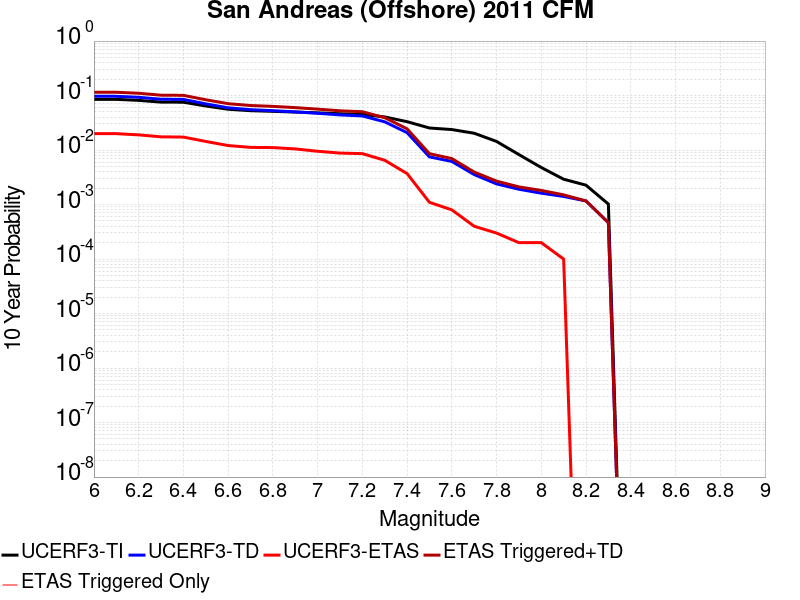 San Andreas (Offshore) 2011 CFM
10^0
10^-1
10^-2
10^-3
10^-4
10^-5
10^-6
10^-7
10^-8
10 Year Probability
6 6.2 6.4 6.6 6.8 7 7.2 7.4 7.6 7.8 8 8.2 8.4 8.6 8.8 9
Magnitude
UCERF3-TI UCERF3-TD UCERF3-ETAS ETAS Triggered+TD
ETAS Triggered Only